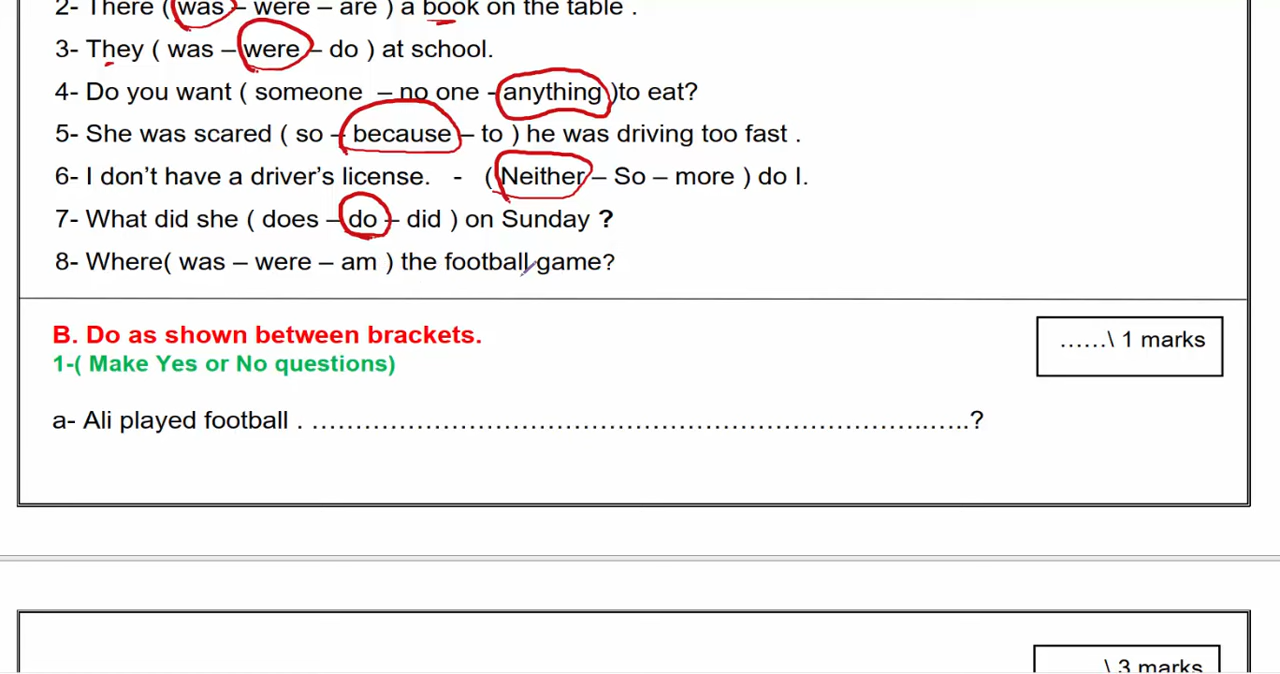 2- There ( was – were – are ) a book on the table .
3- They ( was – were – do ) at school.
4- Do you want ( someone – no one - anything )to eat?
5- She was scared ( so – because – to ) he was driving too fast .
6- I don’t have a driver’s license. - ( Neither – So – more ) do I.
7- What did she ( does – do – did ) on Sunday ?
8- Where( was – were – am ) the football game?
B. Do as shown between brackets.
……\ 1 marks
1-( Make Yes or No questions)
a- Ali played football . ……………………………………………………………..…..?
\ 3 marks